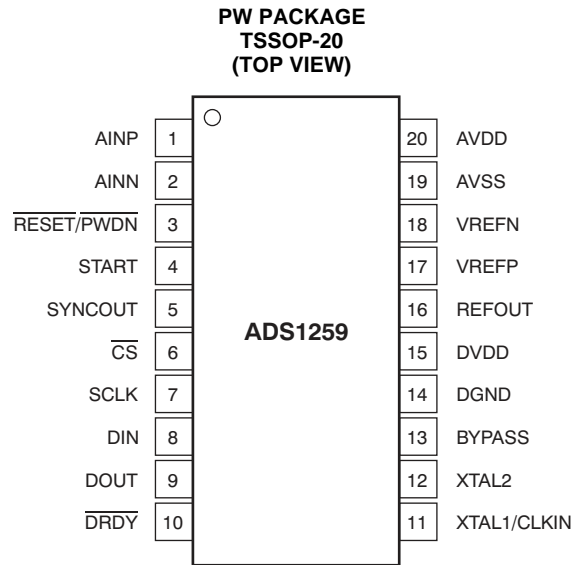 PW PACKAGE
TSSOP-20
(TOP VIEW)
AINP 1 20 AVDD
AINN 2 19 AVSS
RESET/PWDN 3 18 VREFN
START 4 17 VREFP
SYNCOUT 5 16 REFOUT
ADS1259
CS 6 15 DVDD
SCLK 7 14 DGND
DIN 8 13 BYPASS
DOUT 9 12 XTAL2
DRDY 10 11 XTAL1/CLKIN